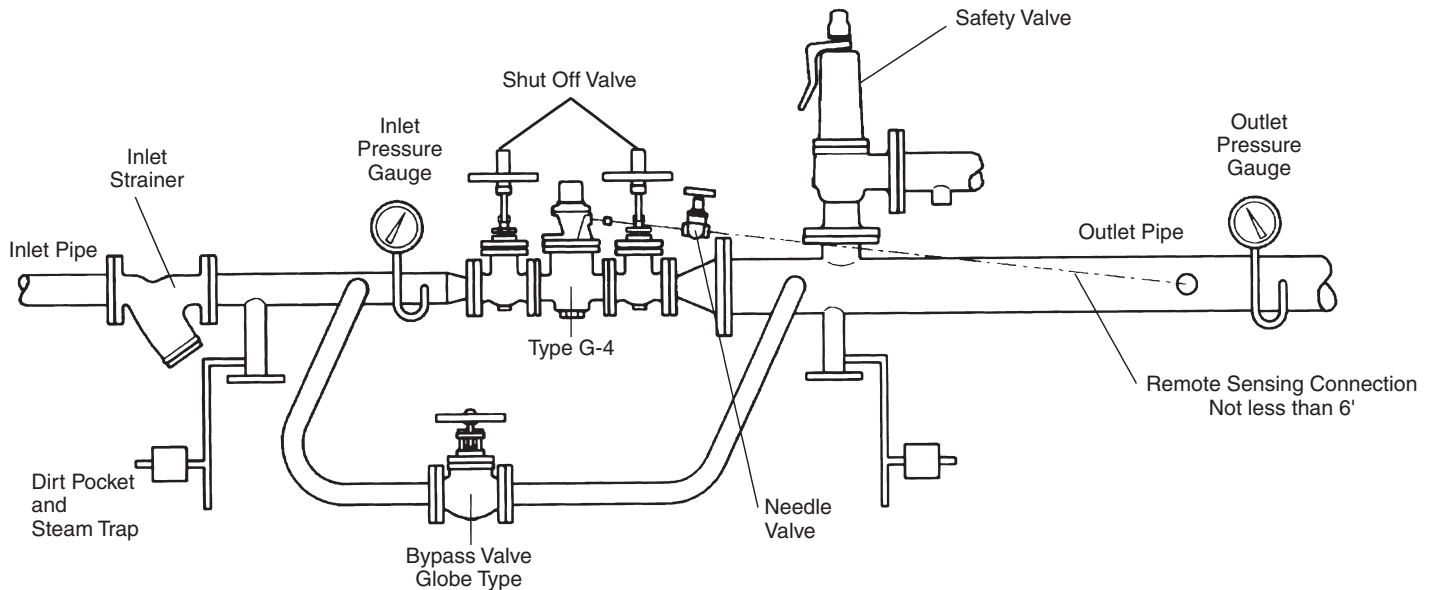 Safety Valve
Shut Off Valve
Inlet
Pressure
Gauge
Outlet
Pressure
Gauge
Inlet
Strainer
Inlet Pipe
Outlet Pipe
Type G-4
Remote Sensing Connection
Not less than 6'
Dirt Pocket
and
Steam Trap
Needle
Valve
Bypass Valve
Globe Type